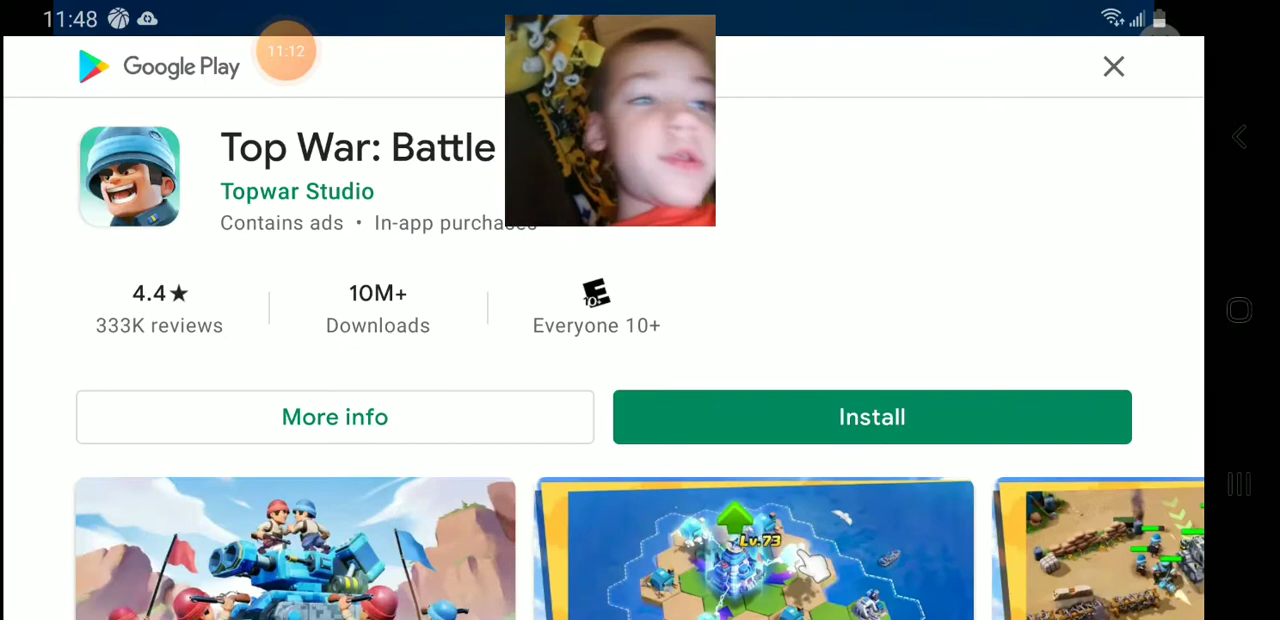 11:48
Google Play
11:12
Top War: Battle
Topwar Studio
Contains ads • In-app purchases
4.4★
333K reviews
10M+
Downloads
E
10+
Everyone 10+
More info
Install
Lv.73